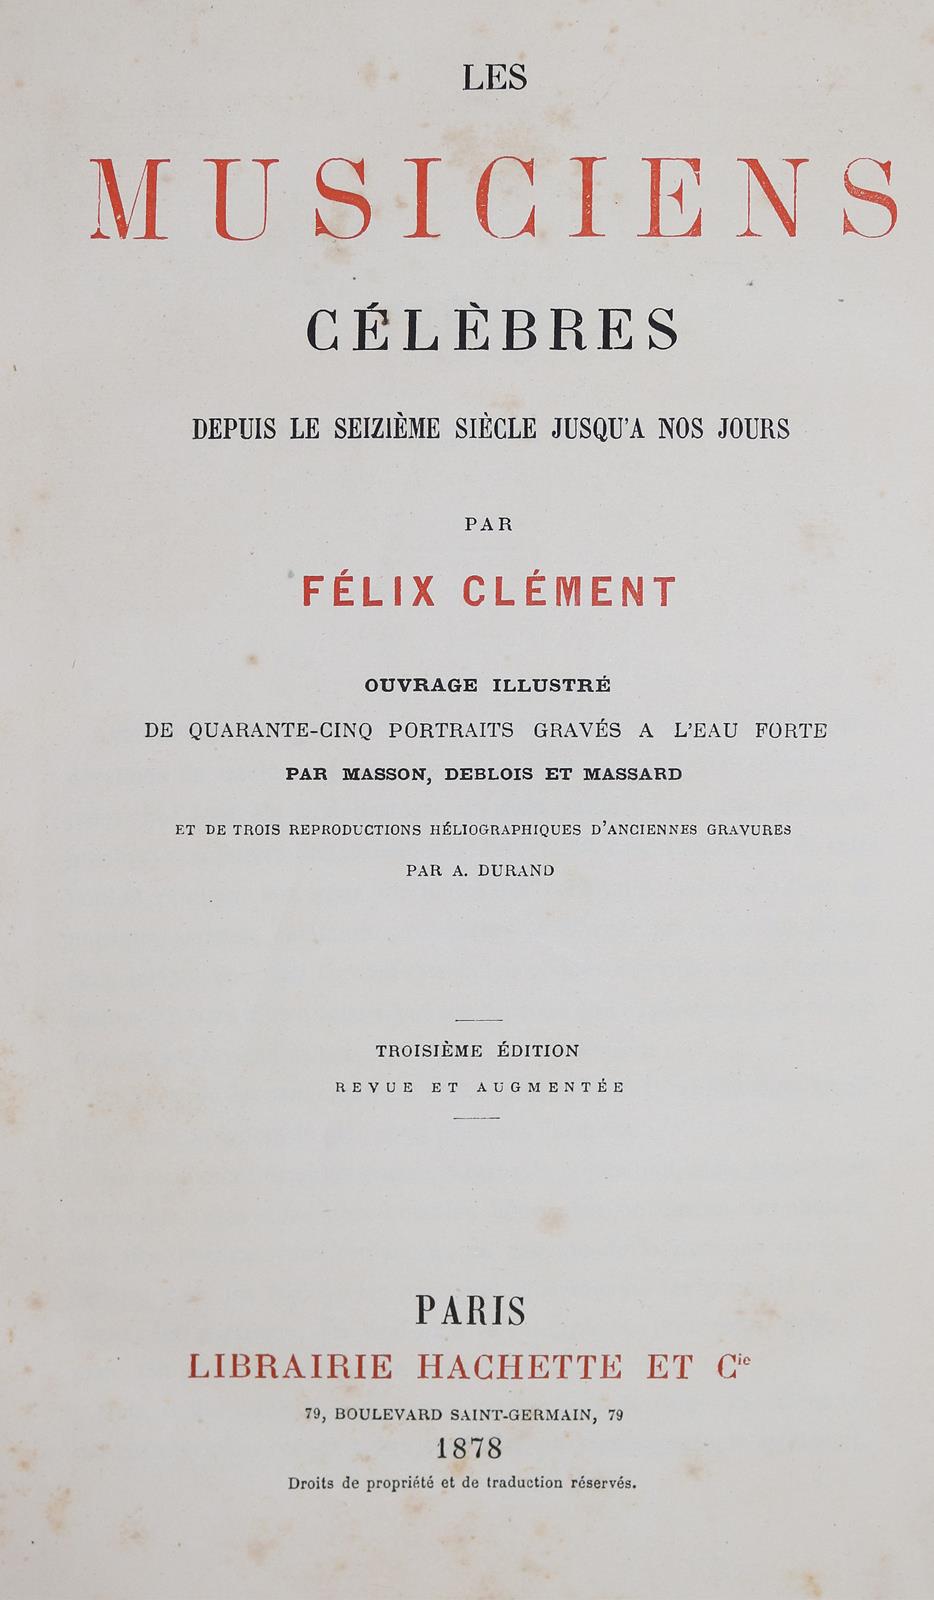 LES
MUSICIENS
CÉLÈBRES
DEPUIS LE SEIZIÈME SIÈCLE JUSQU'A NOS JOURS
PAR
FÉLIX CLÉMENT
OUVRAGE ILLUSTRÉ
DE QUARANTE-CINQ PORTRAITS GRAVÉS A L'EAU FORTE
PAR MASSON, DEBLOIS ET MASSARD
ET DE TROIS REPRODUCTIONS HÉLIOGRAPHIQUES D'ANCIENNES GRAVURES
PAR A. DURAND
TROISIÈME ÉDITION
REVUE ET AUGMENTÉE
PARIS
LIBRAIRIE HACHETTE ET Cie
79, BOULEVARD SAINT-GERMAIN, 79
1878
Droits de propriété et de traduction réservés.